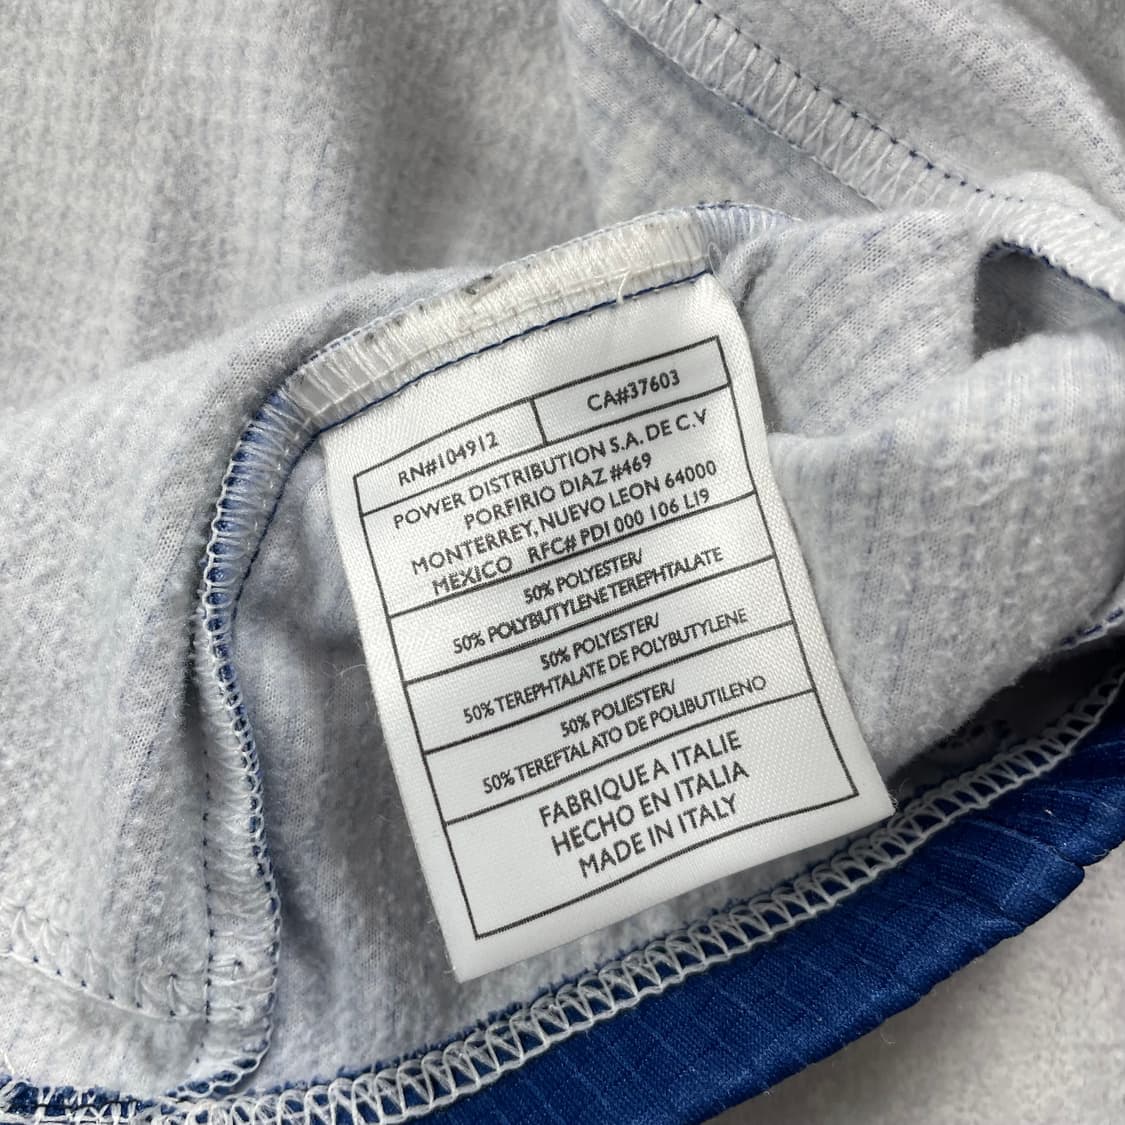 RN#104912 CA#37603
POWER DISTRIBUTION S.A. DE C.V
PORFIRIO DIAZ #469
MONTERREY, NUEVO LEON 64000
MEXICO RFC# PDI 000 106 L19
50% POLYESTER/
50% POLYBUTYLENE TEREPHTALATE
50% POLYESTER/
50% TEREPHTALATE DE POLYBUTYLENE
50% POLIESTER/
50% TEREFTALATO DE POLIBUTILENO
FABRIQUE A ITALIE
HECHO EN ITALIA
MADE IN ITALY